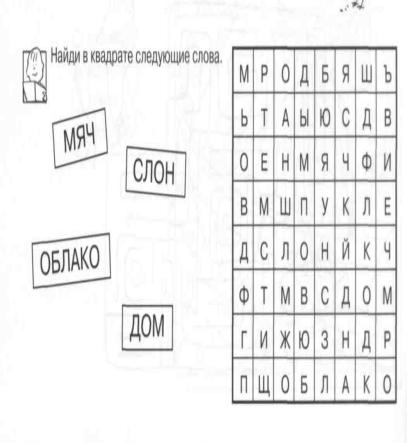 Найди в квадрате следующие слова.
МЯЧ
СЛОН
ОБЛАКО
ДОМ
М Р О Д Б Я Ш Ъ
Ь Т А Ы Ю С Д В
О Е Н М Я Ч Ф И
В М Ш П У К Л Е
Д С Л О Н Й К Ч
Ф Т М В С Д О М
Г И Ж Ю З Н Д Р
П Щ О Б Л А К О